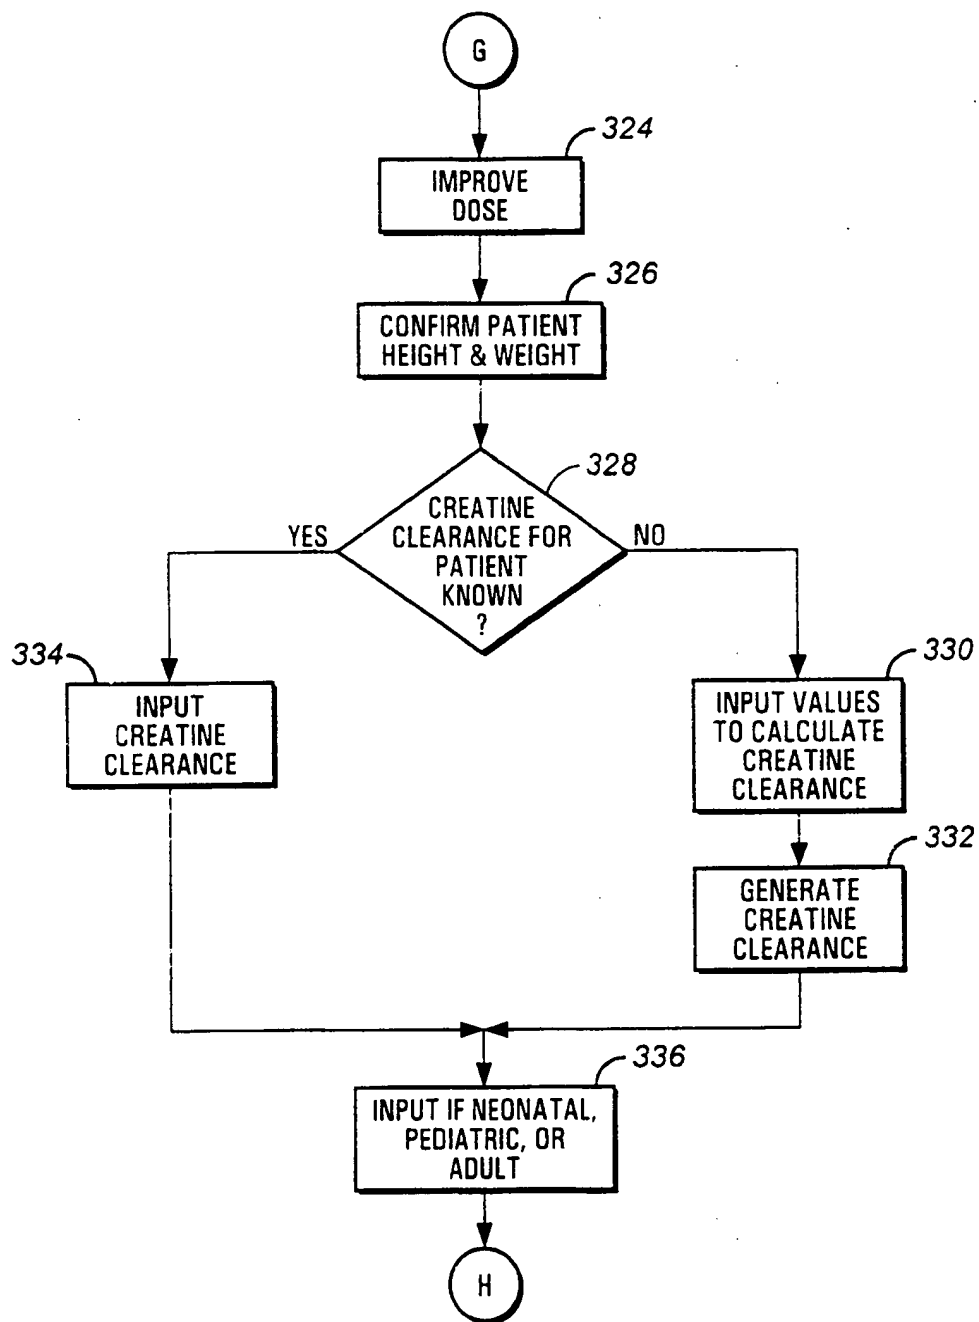 G
324
IMPROVE
DOSE
326
CONFIRM PATIENT
HEIGHT & WEIGHT
328
CREATINE
CLEARANCE FOR
PATIENT
KNOWN
?
YES
NO
334
INPUT
CREATINE
CLEARANCE
330
INPUT VALUES
TO CALCULATE
CREATINE
CLEARANCE
332
GENERATE
CREATINE
CLEARANCE
336
INPUT IF NEONATAL,
PEDIATRIC, OR
ADULT
H